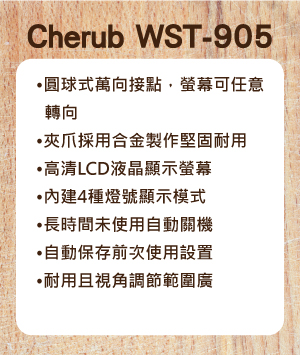 Cherub WST-905
•圓球式萬向接點，螢幕可任意
轉向
•夾爪採用合金製作堅固耐用
•高清LCD液晶顯示螢幕
•內建4種燈號顯示模式
•長時間未使用自動關機
•自動保存前次使用設置
•耐用且視角調節範圍廣